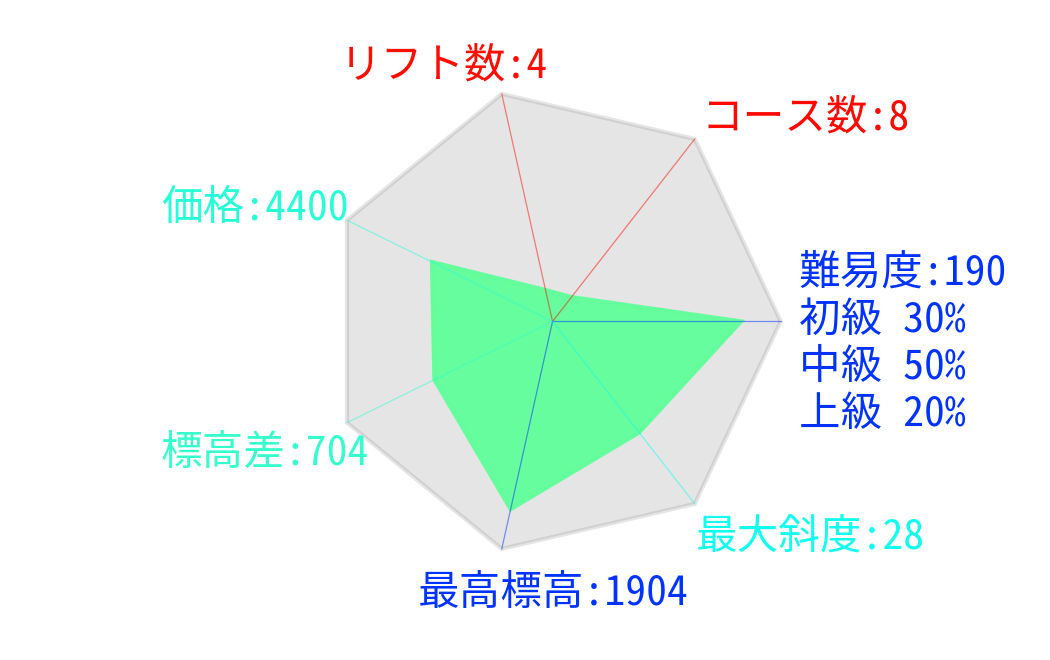 リフト数:4
コース数:8
価格:4400
難易度:190
初級 30%
中級 50%
上級 20%
標高差:704
最大斜度:28
最高標高:1904